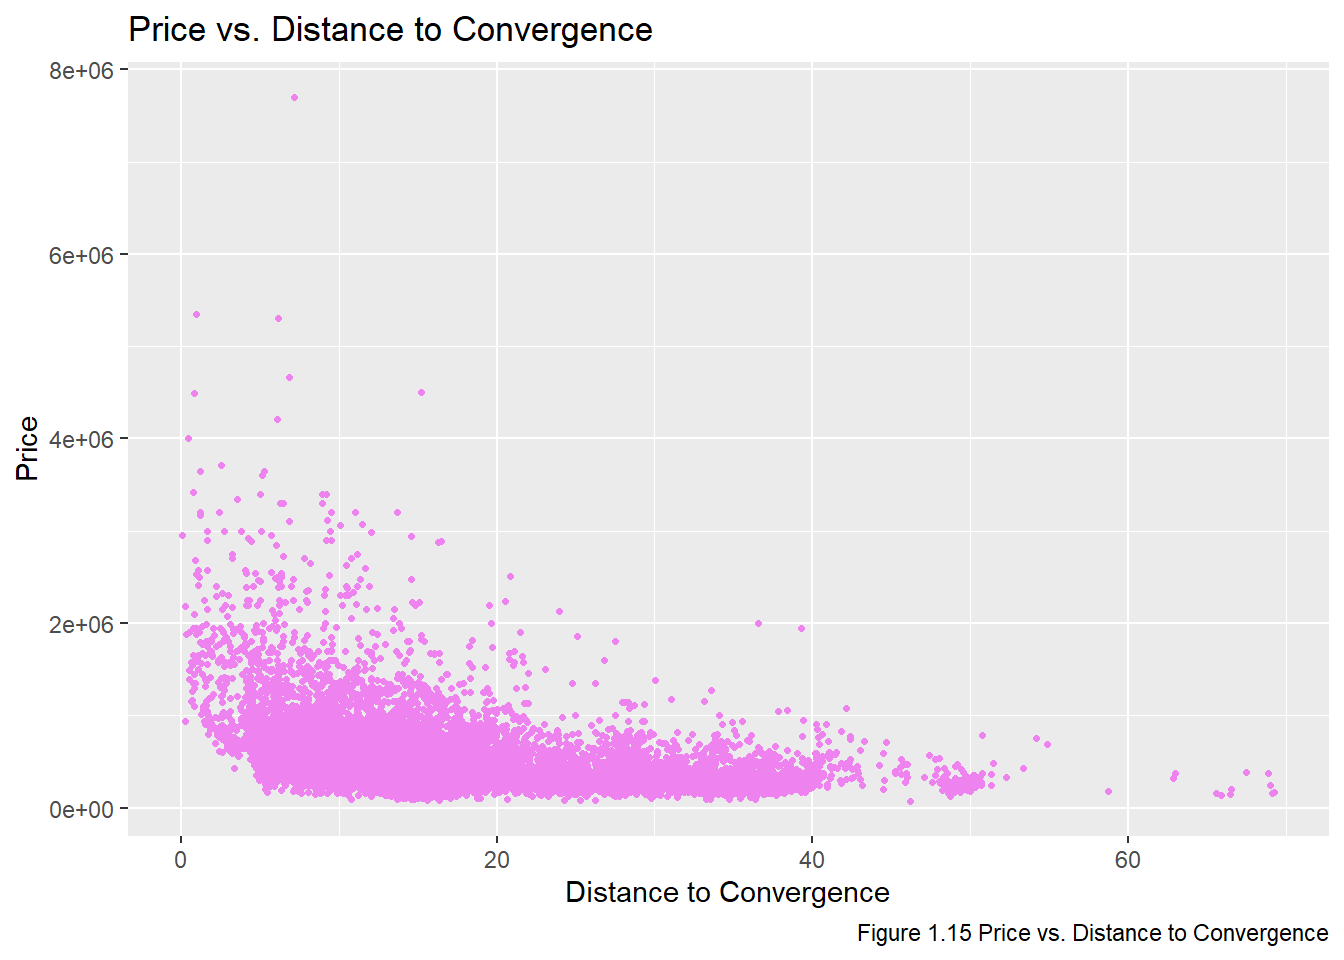 Price vs. Distance to Convergence
8e+06
6e+06
4e+06
2e+06
0e+00
Price
0 20 40 60
Distance to Convergence
Figure 1.15 Price vs. Distance to Convergence